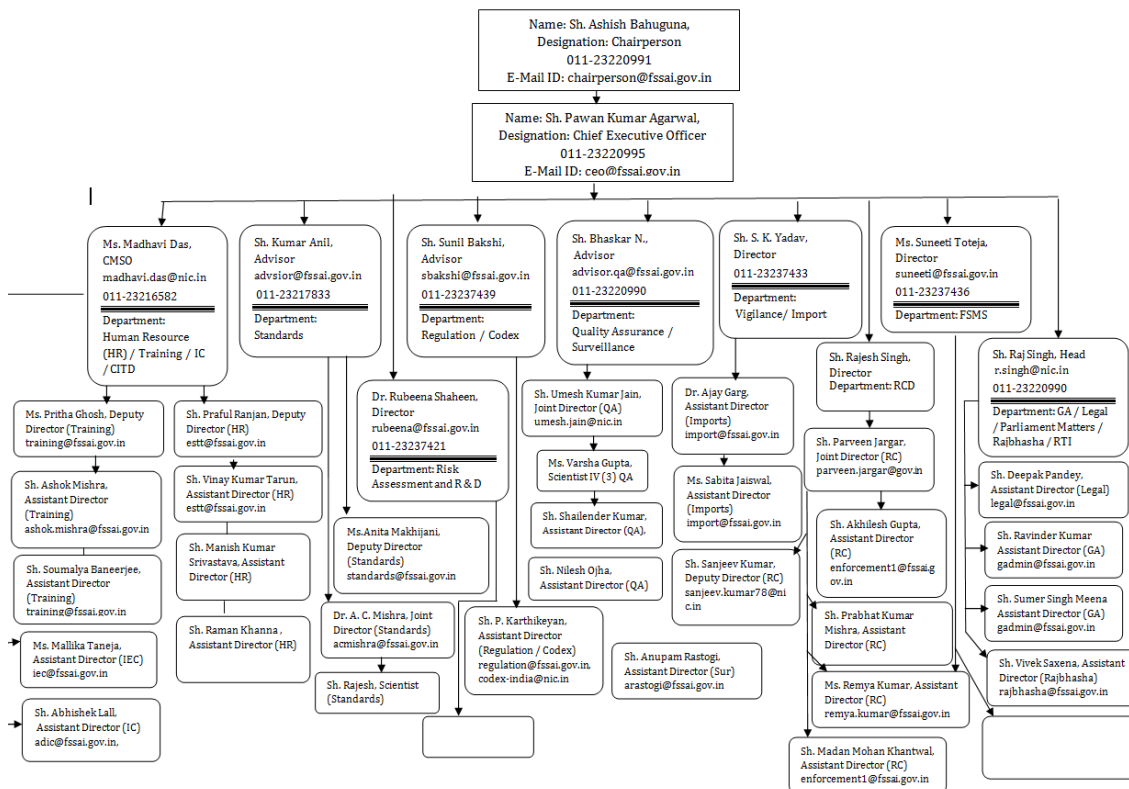 Name: Sh. Ashish Bahuguna,
Designation: Chairperson
011-23220991
E-Mail ID: chairperson@fssai.gov.in
Name: Sh. Pawan Kumar Agarwal,
Designation: Chief Executive Officer
011-23220995
E-Mail ID: ceo@fssai.gov.in
Ms. Madhavi Das,
CMSO
madhavi.das@nic.in
011-23216582
Department:
Human Resource
(HR) / Training / IC
/ CITD
Sh. Kumar Anil,
Advisor
advsior@fssai.gov.in
011-23217833
Department:
Standards
Sh. Sunil Bakshi,
Advisor
sbakshi@fssai.gov.in
011-23237439
Department:
Regulation / Codex
Sh. Bhaskar N.,
Advisor
advisor.qa@fssai.gov.in
011-23220990
Department:
Quality Assurance /
Surveillance
Sh. S. K. Yadav,
Director
011-23237433
Department:
Vigilance/ Import
Ms. Suneeti Toteja,
Director
suneeti@fssai.gov.in
011-23237436
Department: FSMS
Sh. Rajesh Singh,
Director
Department: RCD
Sh. Raj Singh, Head
r.singh@nic.in
011-23220990
Department: GA / Legal
/ Parliament Matters /
Rajbhasha / RTI
Dr. Rubeena Shaheen,
Director
rubeena@fssai.gov.in
011-23237421
Department: Risk
Assessment and R & D
Ms. Pritha Ghosh, Deputy
Director (Training)
training@fssai.gov.in
Sh. Ashok Mishra,
Assistant Director
(Training)
ashok.mishra@fssai.gov.in
Sh. Soumalya Baneerjee,
Assistant Director
(Training)
training@fssai.gov.in
Ms. Mallika Taneja,
Assistant Director (IEC)
iec@fssai.gov.in
Sh. Abhishek Lall,
Assistant Director (IC)
adic@fssai.gov.in,
Sh. Praful Ranjan, Deputy
Director (HR)
estt@fssai.gov.in
Sh. Vinay Kumar Tarun,
Assistant Director (HR)
estt@fssai.gov.in
Sh. Manish Kumar
Srivastava, Assistant
Director (HR)
Sh. Raman Khanna ,
Assistant Director (HR)
Ms.Anita Makhijani,
Deputy Director
(Standards)
standards@fssai.gov.in
Dr. A. C. Mishra, Joint
Director (Standards)
acmishra@fssai.gov.in
Sh. Rajesh, Scientist
(Standards)
Sh. P. Karthikeyan,
Assistant Director
(Regulation / Codex)
regulation@fssai.gov.in,
codex-india@nic.in
Sh. Umesh Kumar Jain,
Joint Director (QA)
umesh.jain@nic.in
Ms. Varsha Gupta,
Scientist IV (3) QA
Sh. Shailender Kumar,
Assistant Director (QA),
Sh. Nilesh Ojha,
Assistant Director (QA)
Sh. Anupam Rastogi,
Assistant Director (Sur)
arastogi@fssai.gov.in
Dr. Ajay Garg,
Assistant Director
(Imports)
import@fssai.gov.in
Ms. Sabita Jaiswal,
Assistant Director
(Imports)
import@fssai.gov.in
Sh. Sanjeev Kumar,
Deputy Director (RC)
sanjeev.kumar78@ni
c.in
Sh. Parveen Jargar,
Joint Director (RC)
parveen.jargar@gov.in
Sh. Akhilesh Gupta,
Assistant Director
(RC)
enforcement1@fssai.g
ov.in
Sh. Prabhat Kumar
Mishra, Assistant
Director (RC)
Ms. Remya Kumar, Assistant
Director (RC)
remya.kumar@fssai.gov.in
Sh. Madan Mohan Khantwal,
Assistant Director (RC)
enforcement1@fssai.gov.in
Sh. Deepak Pandey,
Assistant Director (Legal)
legal@fssai.gov.in
Sh. Ravinder Kumar
Assistant Director (GA)
gadmin@fssai.gov.in
Sh. Sumer Singh Meena
Assistant Director (GA)
gadmin@fssai.gov.in
Sh. Vivek Saxena, Assistant
Director (Rajbhasha)
rajbhasha@fssai.gov.in